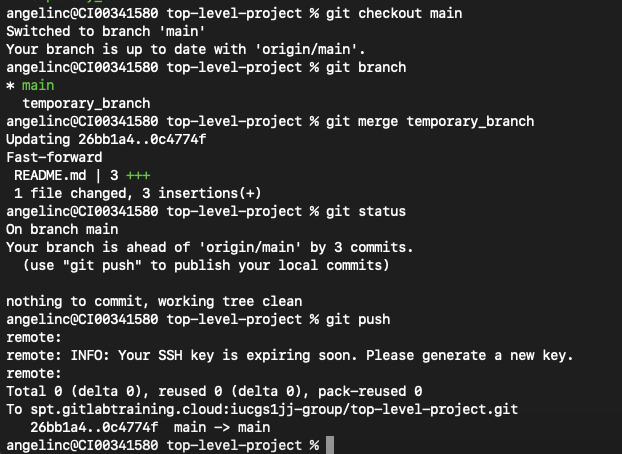 angelinc@CI00341580 top-level-project % git checkout main
Switched to branch 'main'
Your branch is up to date with 'origin/main'.
angelinc@CI00341580 top-level-project % git branch
* main
  temporary_branch
angelinc@CI00341580 top-level-project % git merge temporary_branch
Updating 26bb1a4..0c4774f
Fast-forward
 README.md | 3 +++
 1 file changed, 3 insertions(+)
angelinc@CI00341580 top-level-project % git status
On branch main
Your branch is ahead of 'origin/main' by 3 commits.
  (use "git push" to publish your local commits)

nothing to commit, working tree clean
angelinc@CI00341580 top-level-project % git push
remote:
remote: INFO: Your SSH key is expiring soon. Please generate a new key.
remote:
Total 0 (delta 0), reused 0 (delta 0), pack-reused 0
To spt.gitlabtraining.cloud:iucgs1jj-group/top-level-project.git
   26bb1a4..0c4774f  main -> main
angelinc@CI00341580 top-level-project %